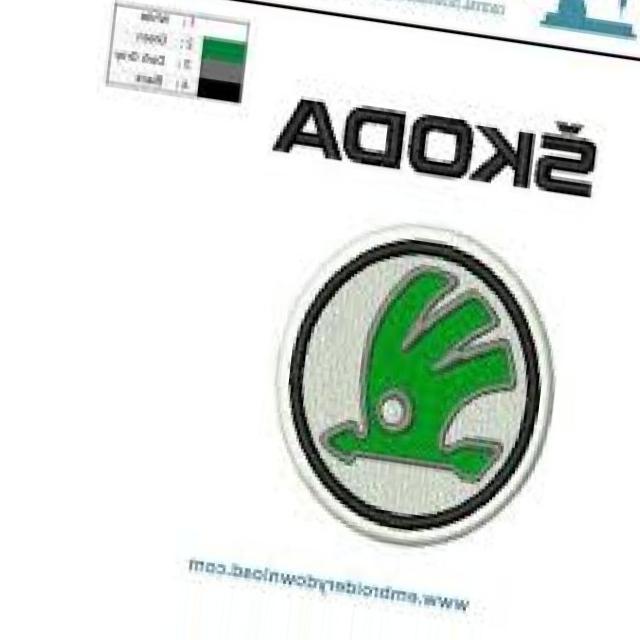 1 : White
2 : Green
3 : Dark Gray
4 : Black
ŠKODA
www.embroiderydownload.com